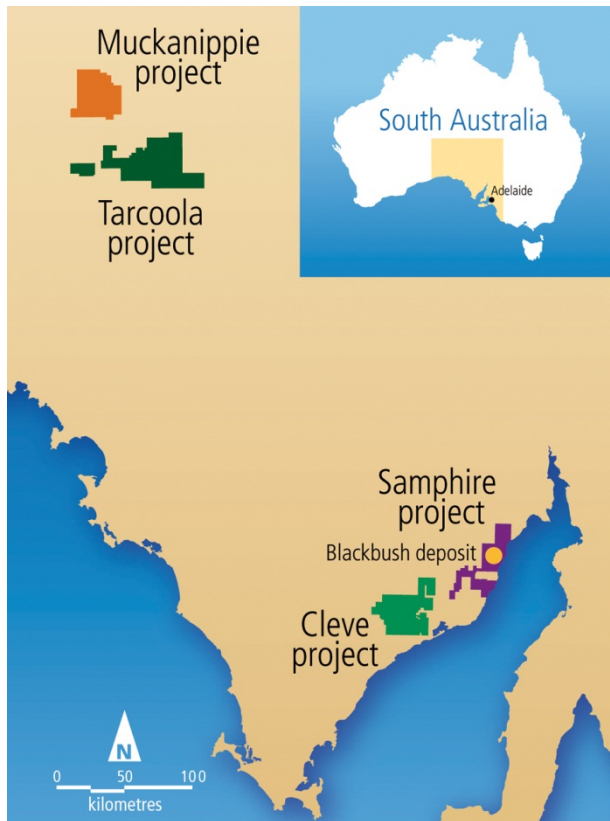 Muckanippie
project
Tarcoola
project
South Australia
Adelaide
Samphire
project
Blackbush deposit
Cleve
project
N
0 50 100
kilometres